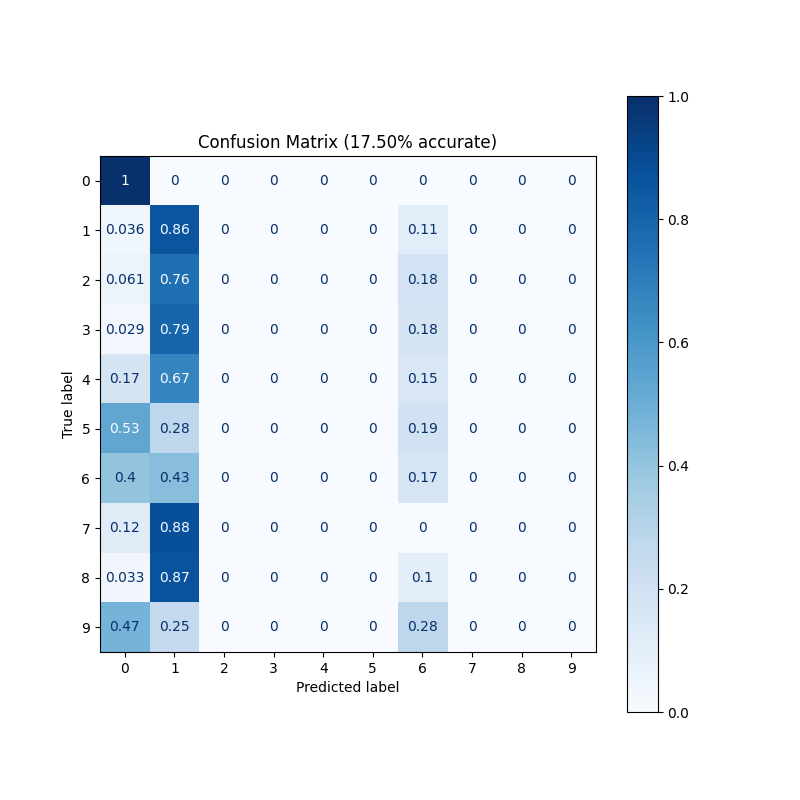 Confusion Matrix (17.50% accurate)
1.0
0 1 0 0 0 0 0 0 0 0 0
1 0.036 0.86 0 0 0 0 0.11 0 0 0
0.8
2 0.061 0.76 0 0 0 0 0.18 0 0 0
3 0.029 0.79 0 0 0 0 0.18 0 0 0
0.6
4 0.17 0.67 0 0 0 0 0.15 0 0 0
True label
5 0.53 0.28 0 0 0 0 0.19 0 0 0
0.4
6 0.4 0.43 0 0 0 0 0.17 0 0 0
7 0.12 0.88 0 0 0 0 0 0 0 0
8 0.033 0.87 0 0 0 0 0.1 0 0 0
0.2
9 0.47 0.25 0 0 0 0 0.28 0 0 0
0 1 2 3 4 5 6 7 8 9
Predicted label
0.0